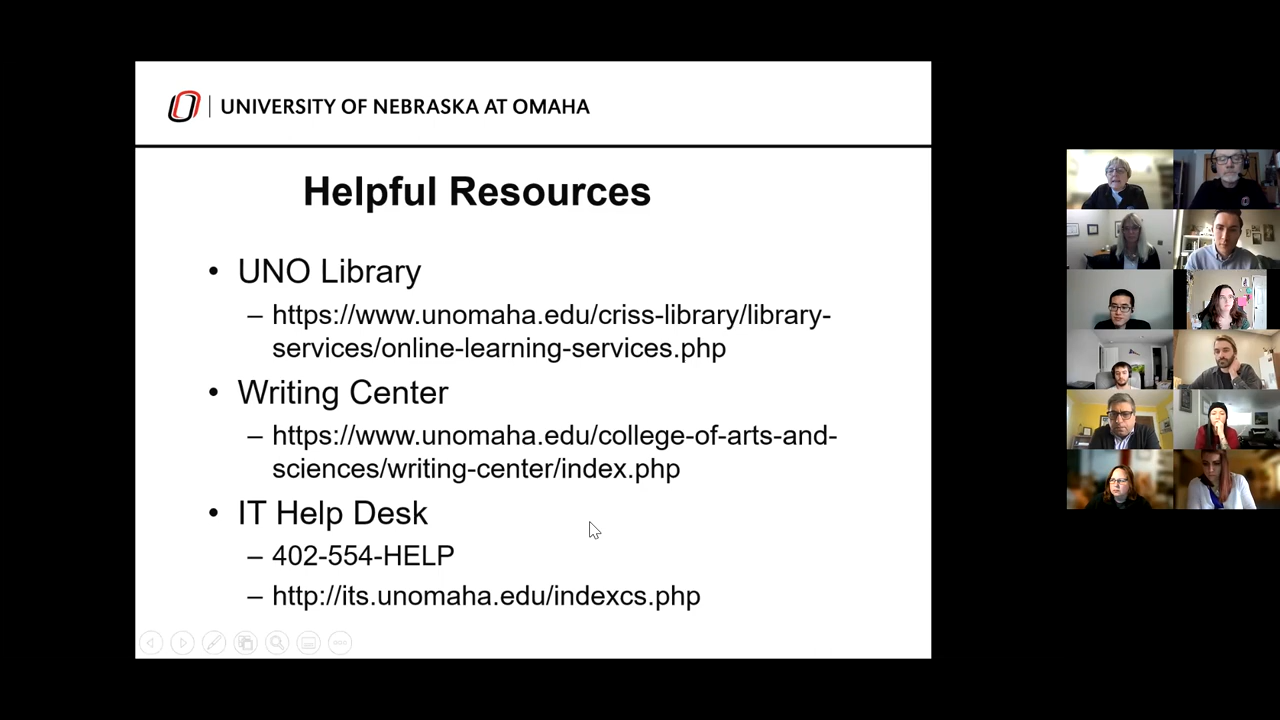 UNIVERSITY OF NEBRASKA AT OMAHA
Helpful Resources
• UNO Library
– https://www.unomaha.edu/criss-library/library-
services/online-learning-services.php
• Writing Center
– https://www.unomaha.edu/college-of-arts-and-
sciences/writing-center/index.php
• IT Help Desk
– 402-554-HELP
– http://its.unomaha.edu/indexcs.php